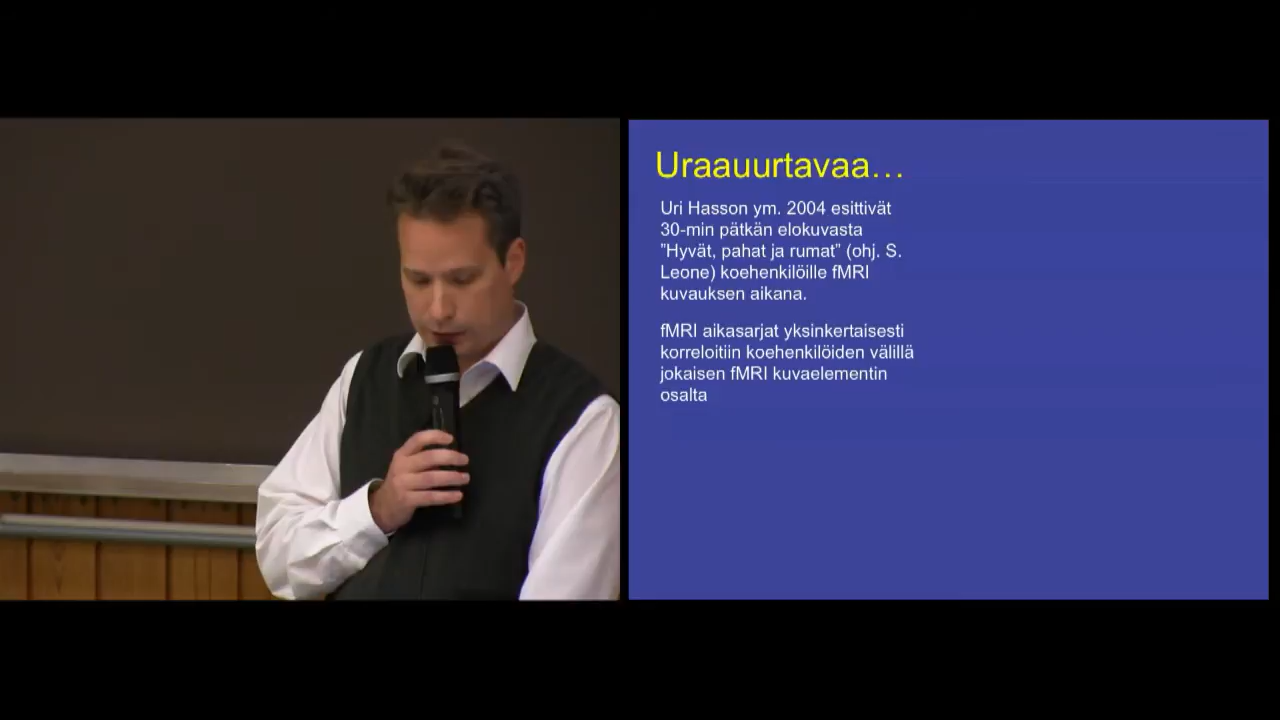 Uraauurtavaa…
Uri Hasson ym. 2004 esittivät
30-min pätkän elokuvasta
”Hyvät, pahat ja rumat” (ohj. S.
Leone) koehenkilöille fMRI
kuvauksen aikana.
fMRI aikasarjat yksinkertaisesti
korreloitiin koehenkilöiden välillä
jokaisen fMRI kuvaelementin
osalta